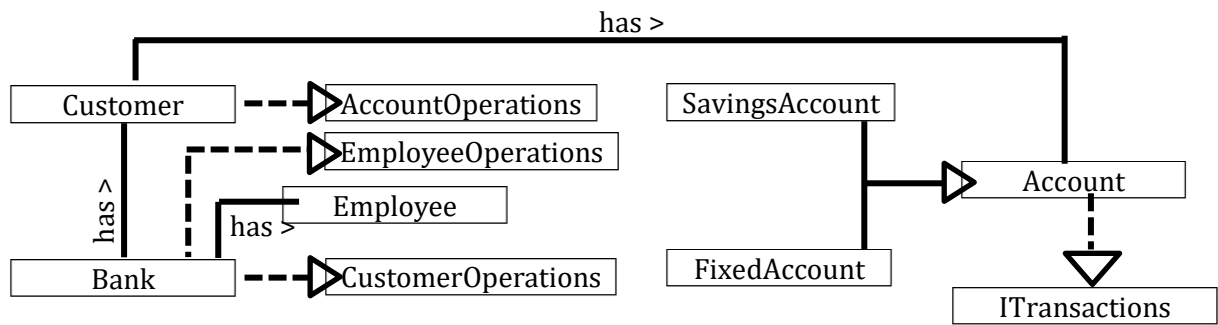 has >
Customer
AccountOperations
SavingsAccount
EmployeeOperations
Account
has >
Employee
has >
Bank
CustomerOperations
FixedAccount
ITransactions